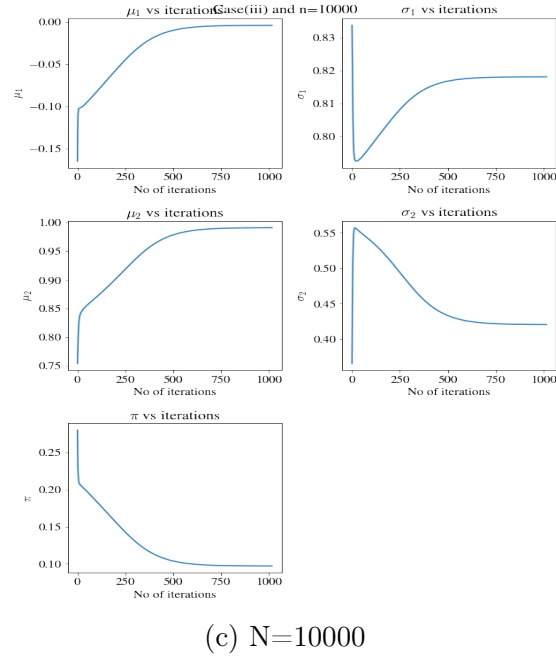 Case(iii) and n=10000
μ₁ vs iterations
0.00
−0.05
−0.10
−0.15
μ₁
0 250 500 750 1000
No of iterations
σ₁ vs iterations
0.83
0.82
0.80
σ₁
0 250 500 750 1000
No of iterations
μ₂ vs iterations
1.00
0.95
0.90
0.85
0.75
μ₂
0 250 500 750 1000
No of iterations
σ₂ vs iterations
0.55
0.50
0.45
0.40
σ₂
0 250 500 750 1000
No of iterations
π vs iterations
0.25
0.20
0.15
0.10
π
0 250 500 750 1000
No of iterations
(c) N=10000